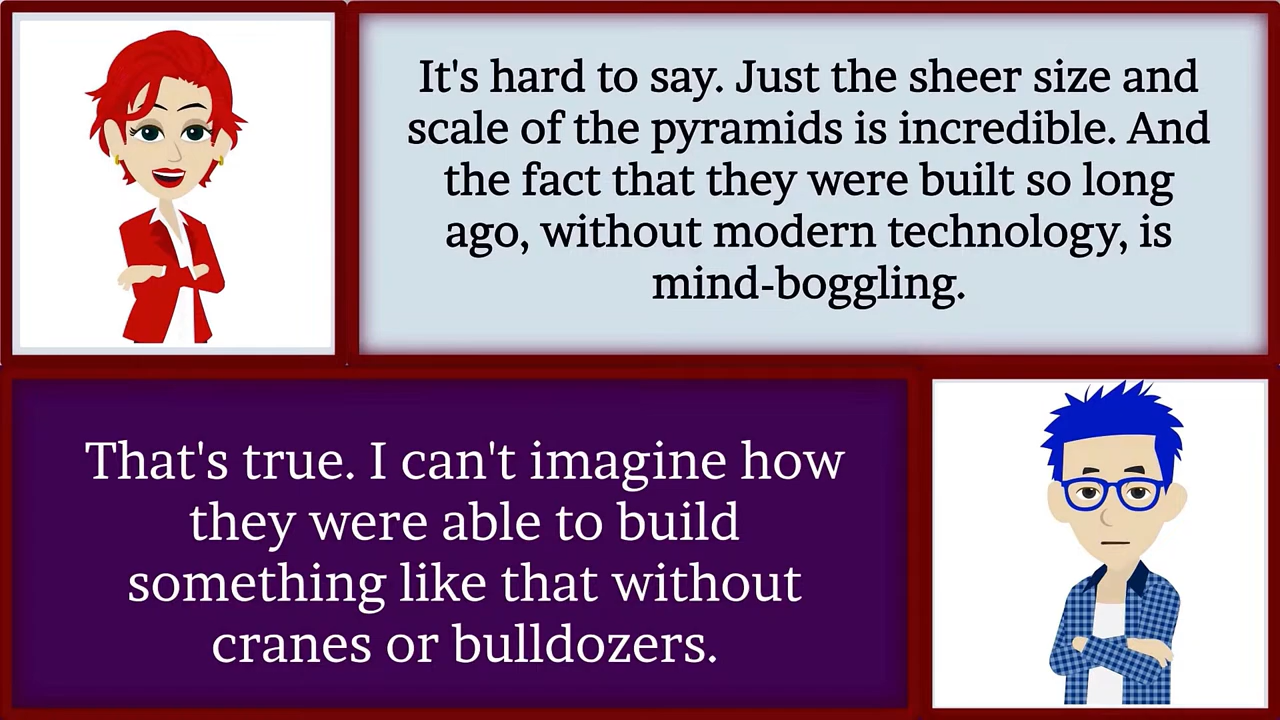 It's hard to say. Just the sheer size and
scale of the pyramids is incredible. And
the fact that they were built so long
ago, without modern technology, is
mind-boggling.
That's true. I can't imagine how
they were able to build
something like that without
cranes or bulldozers.